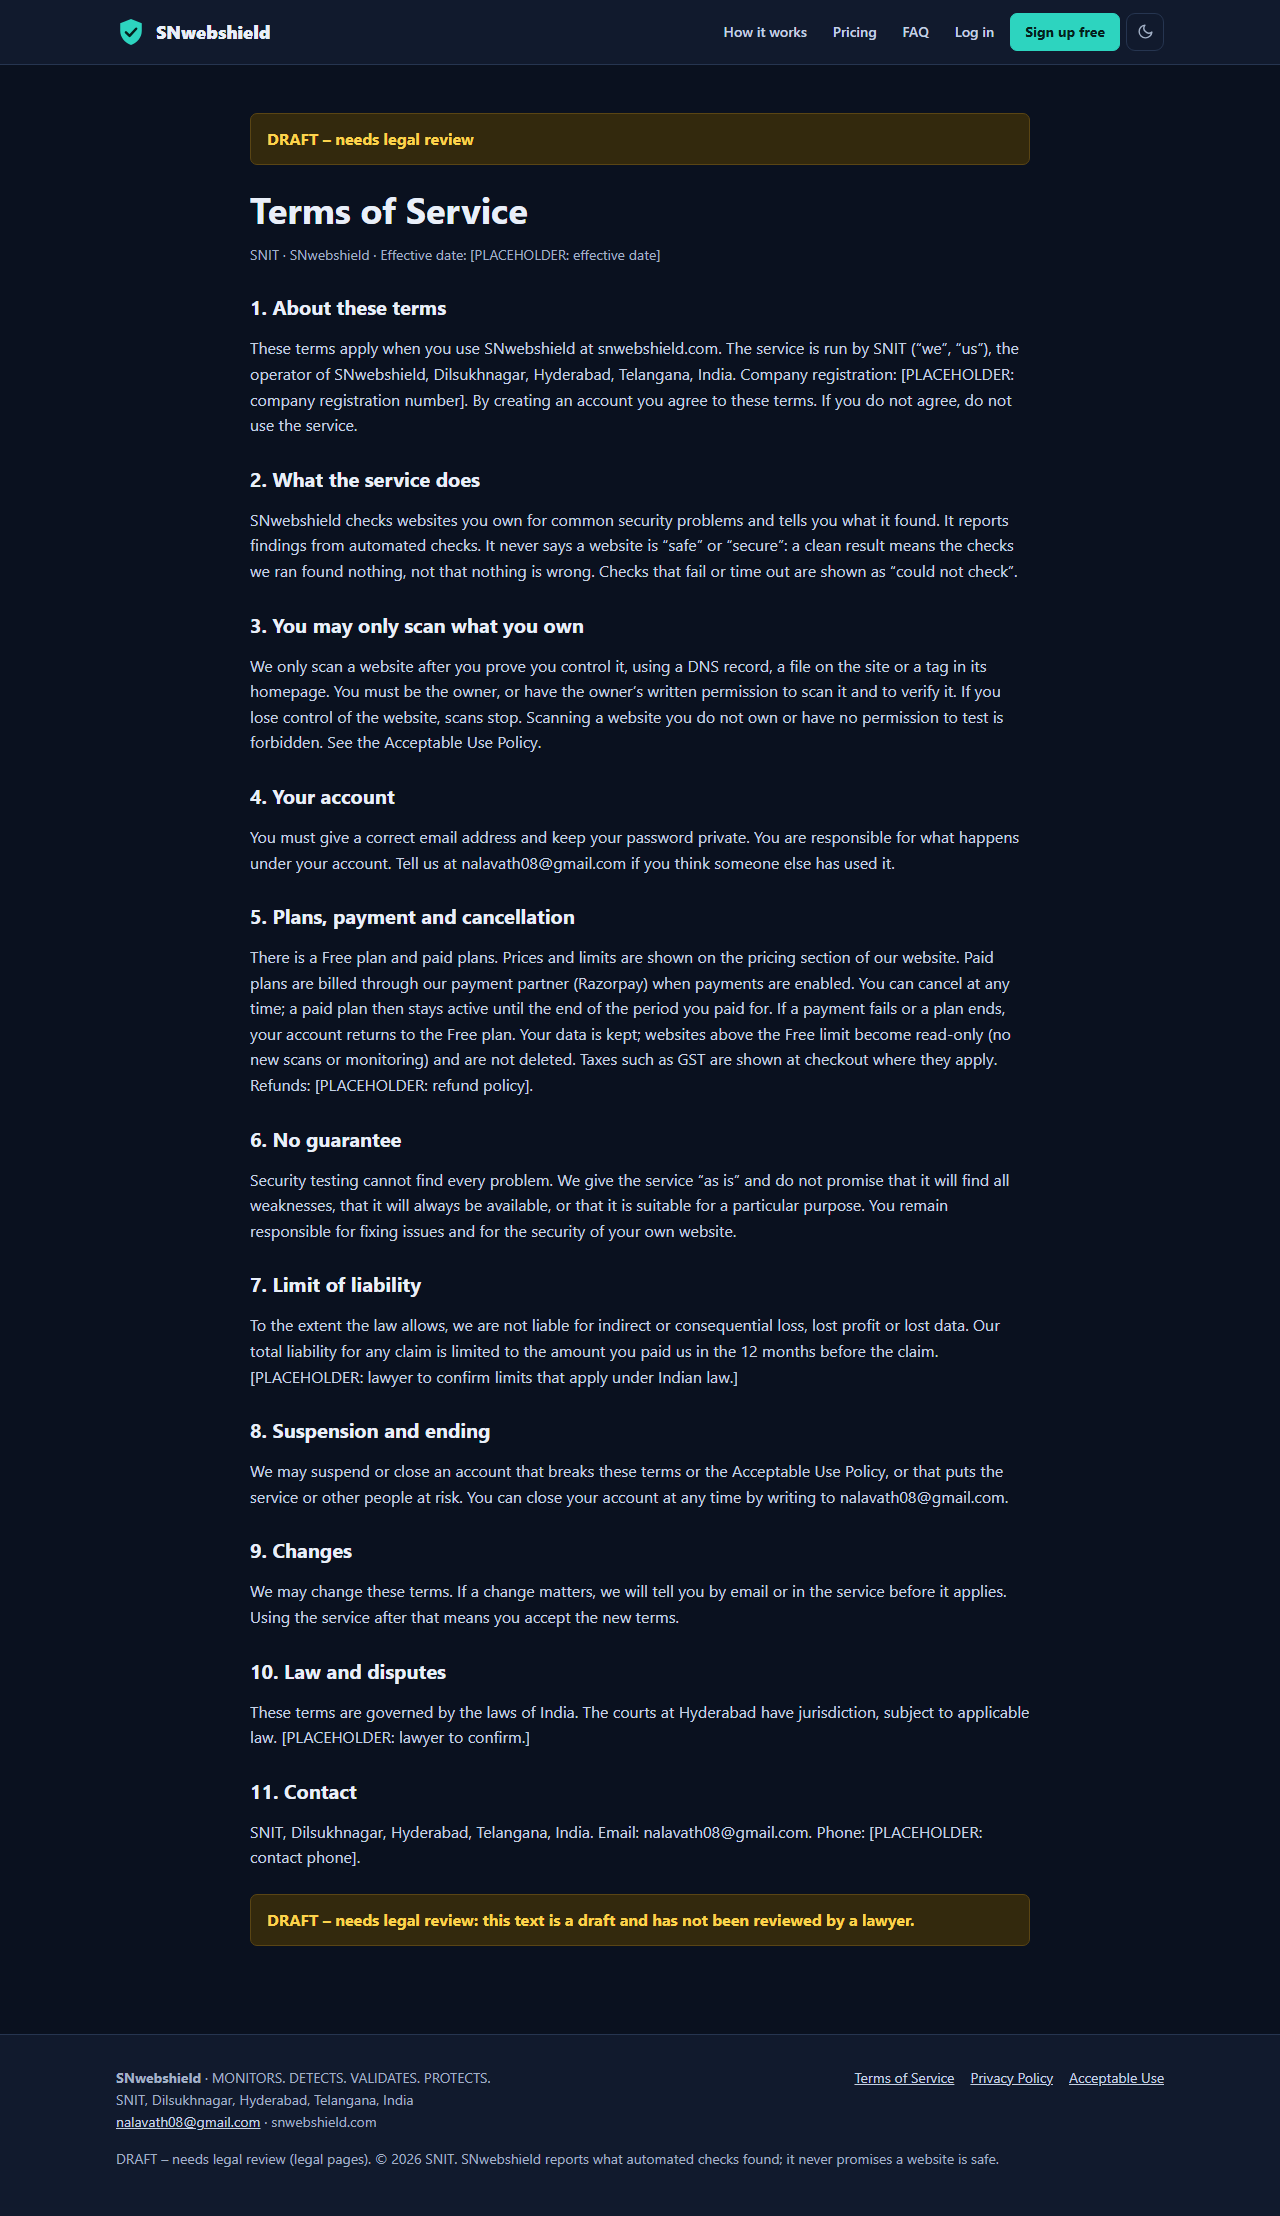 SNwebshield
How it works
Pricing
FAQ
Log in
Sign up free
DRAFT – needs legal review
Terms of Service
SNIT · SNwebshield · Effective date: [PLACEHOLDER: effective date]
1. About these terms
These terms apply when you use SNwebshield at snwebshield.com. The service is run by SNIT (“we”, “us”), the
operator of SNwebshield, Dilsukhnagar, Hyderabad, Telangana, India. Company registration: [PLACEHOLDER:
company registration number]. By creating an account you agree to these terms. If you do not agree, do not
use the service.
2. What the service does
SNwebshield checks websites you own for common security problems and tells you what it found. It reports
findings from automated checks. It never says a website is “safe” or “secure”: a clean result means the checks
we ran found nothing, not that nothing is wrong. Checks that fail or time out are shown as “could not check”.
3. You may only scan what you own
We only scan a website after you prove you control it, using a DNS record, a file on the site or a tag in its
homepage. You must be the owner, or have the owner’s written permission to scan it and to verify it. If you
lose control of the website, scans stop. Scanning a website you do not own or have no permission to test is
forbidden. See the Acceptable Use Policy.
4. Your account
You must give a correct email address and keep your password private. You are responsible for what happens
under your account. Tell us at nalavath08@gmail.com if you think someone else has used it.
5. Plans, payment and cancellation
There is a Free plan and paid plans. Prices and limits are shown on the pricing section of our website. Paid
plans are billed through our payment partner (Razorpay) when payments are enabled. You can cancel at any
time; a paid plan then stays active until the end of the period you paid for. If a payment fails or a plan ends,
your account returns to the Free plan. Your data is kept; websites above the Free limit become read-only (no
new scans or monitoring) and are not deleted. Taxes such as GST are shown at checkout where they apply.
Refunds: [PLACEHOLDER: refund policy].
6. No guarantee
Security testing cannot find every problem. We give the service “as is” and do not promise that it will find all
weaknesses, that it will always be available, or that it is suitable for a particular purpose. You remain
responsible for fixing issues and for the security of your own website.
7. Limit of liability
To the extent the law allows, we are not liable for indirect or consequential loss, lost profit or lost data. Our
total liability for any claim is limited to the amount you paid us in the 12 months before the claim.
[PLACEHOLDER: lawyer to confirm limits that apply under Indian law.]
8. Suspension and ending
We may suspend or close an account that breaks these terms or the Acceptable Use Policy, or that puts the
service or other people at risk. You can close your account at any time by writing to nalavath08@gmail.com.
9. Changes
We may change these terms. If a change matters, we will tell you by email or in the service before it applies.
Using the service after that means you accept the new terms.
10. Law and disputes
These terms are governed by the laws of India. The courts at Hyderabad have jurisdiction, subject to applicable
law. [PLACEHOLDER: lawyer to confirm.]
11. Contact
SNIT, Dilsukhnagar, Hyderabad, Telangana, India. Email: nalavath08@gmail.com. Phone: [PLACEHOLDER:
contact phone].
DRAFT – needs legal review: this text is a draft and has not been reviewed by a lawyer.
SNwebshield · MONITORS. DETECTS. VALIDATES. PROTECTS.
SNIT, Dilsukhnagar, Hyderabad, Telangana, India
nalavath08@gmail.com · snwebshield.com
Terms of Service
Privacy Policy
Acceptable Use
DRAFT – needs legal review (legal pages). © 2026 SNIT. SNwebshield reports what automated checks found; it never promises a website is safe.